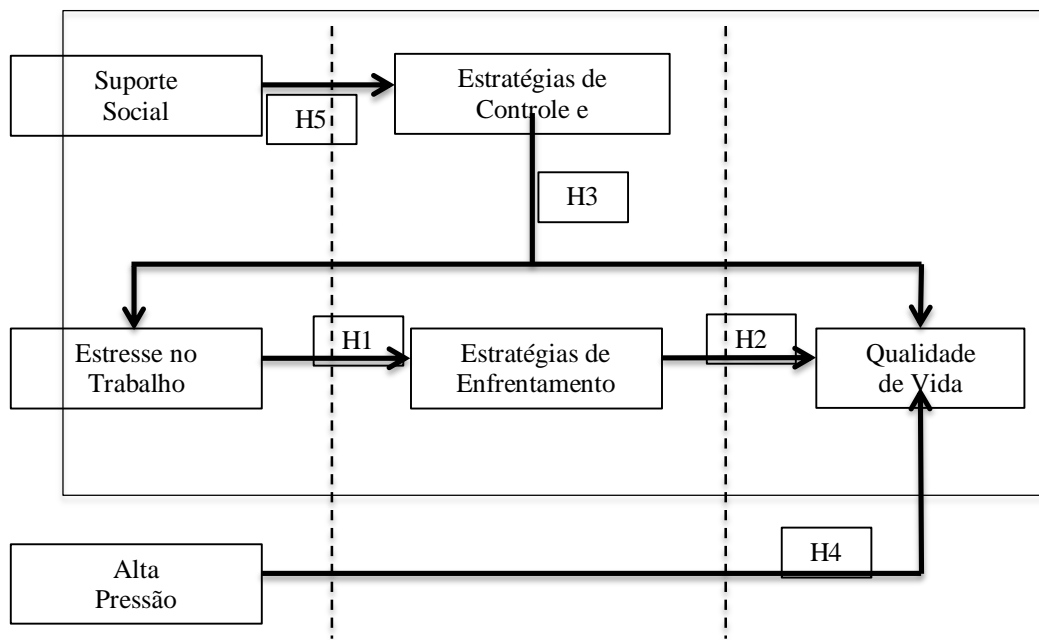 Suporte
Social
H5
Estratégias de
Controle e
H3
Estresse no
Trabalho
H1
Estratégias de
Enfrentamento
H2
Qualidade
de Vida
H4
Alta
Pressão